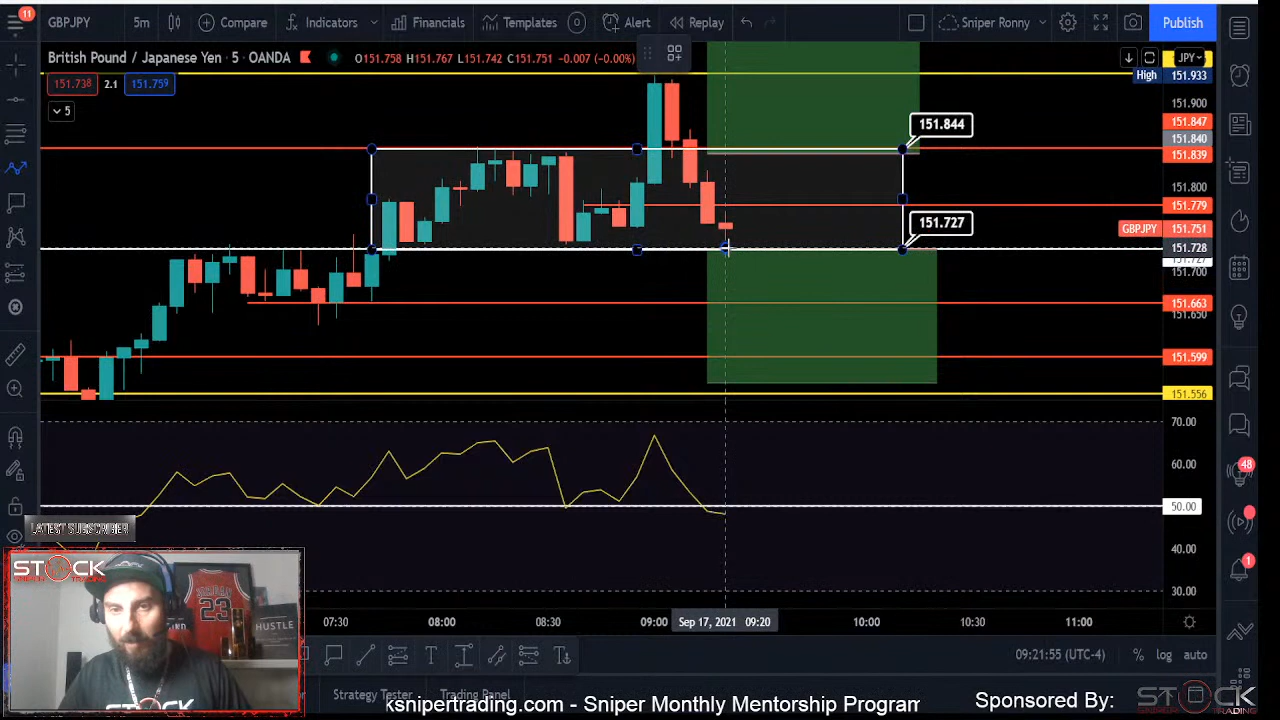 11
GBPJPY
5m
Compare
Indicators
Financials
Templates
Alert
Replay
Sniper Ronny
Publish
British Pound / Japanese Yen · 5 · OANDA
O151.758 H151.767 L151.742 C151.751 -0.007 (-0.00%)
JPY
151.738
2.1
151.759
5
High 151.933
151.900
151.847
151.840
151.839
151.844
151.800
151.779
151.727
GBPJPY 151.751
151.728
151.727
151.700
151.663
151.650
151.599
151.556
70.00
60.00
50.00
40.00
30.00
48
1
LATEST SUBSCRIBER
STOCK
23
HUSTLE
STOCK
07:30
08:00
08:30
09:00
Sep 17, 2021 09:20
10:00
10:30
11:00
09:21:55 (UTC-4)
%
log
auto
Strategy Tester
Trading Panel
ksnipertrading.com - Sniper Monthly Mentorship Program
Sponsored By:
STOCK